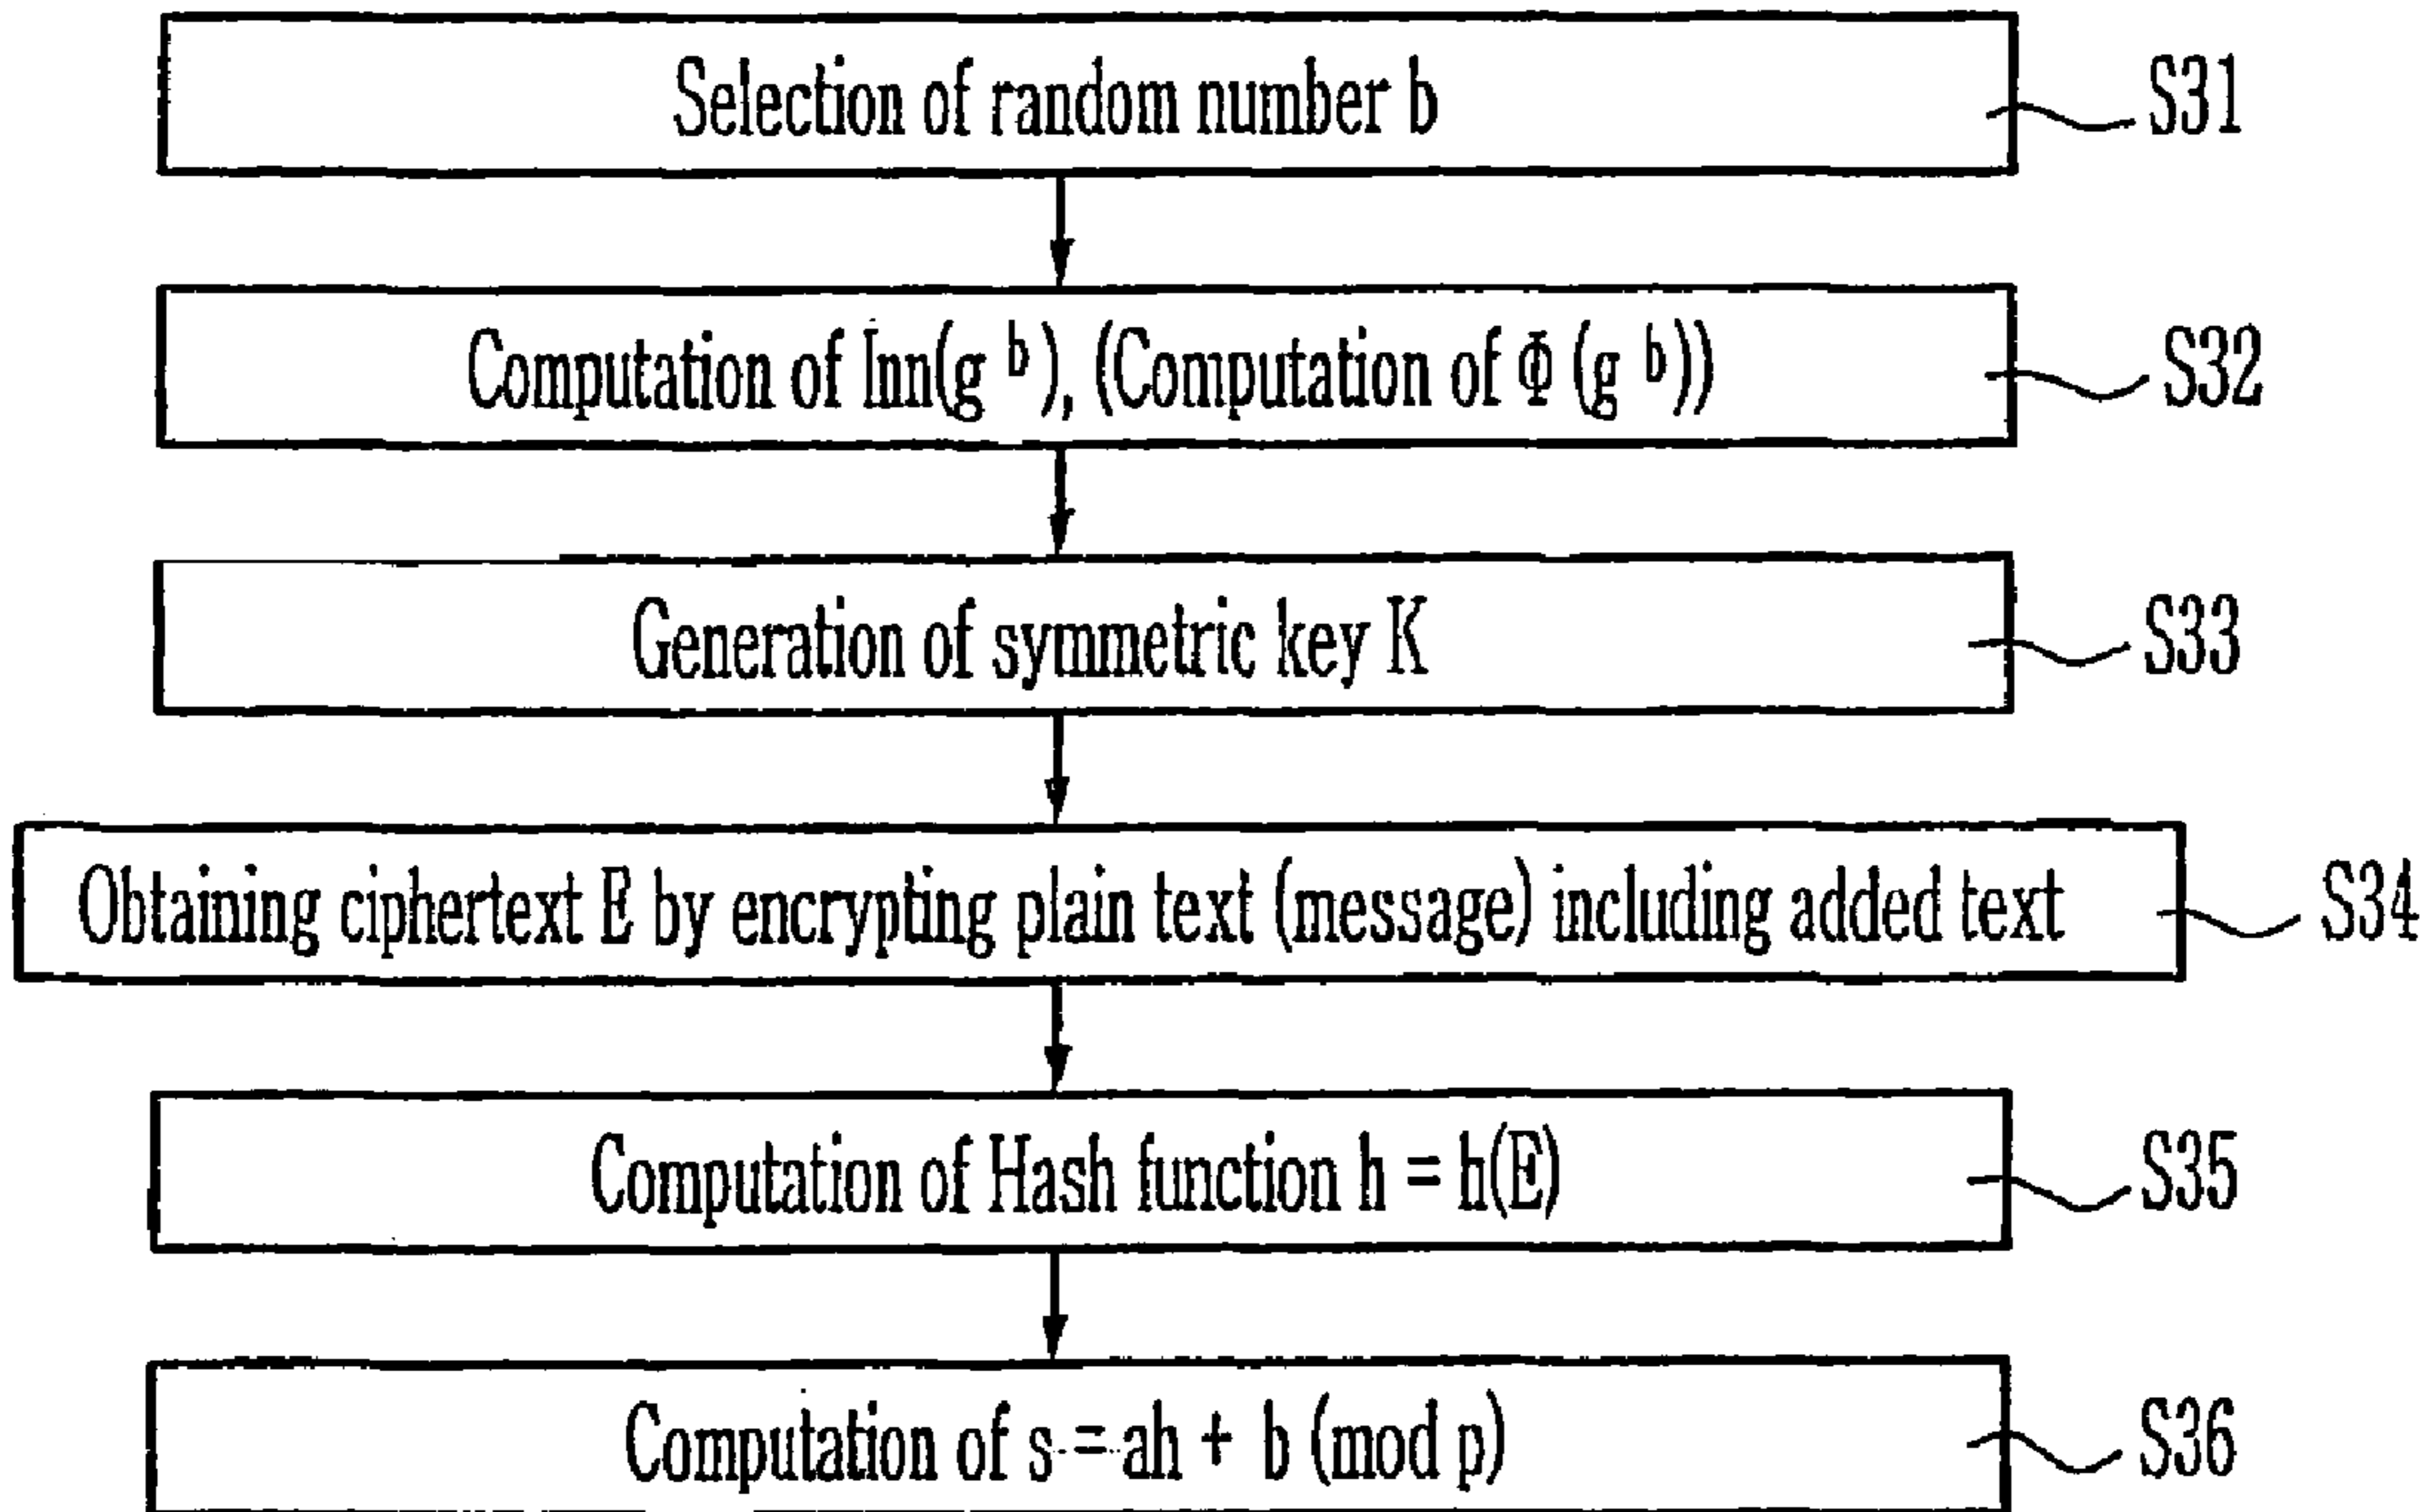 Selection of random number b S31
Computation of Inn(g b), (Computation of Φ (g b)) S32
Generation of symmetric key K S33
Obtaining ciphertext E by encrypting plain text (message) including added text S34
Computation of Hash function h = h(E) S35
Computation of s = ah + b (mod p) S36